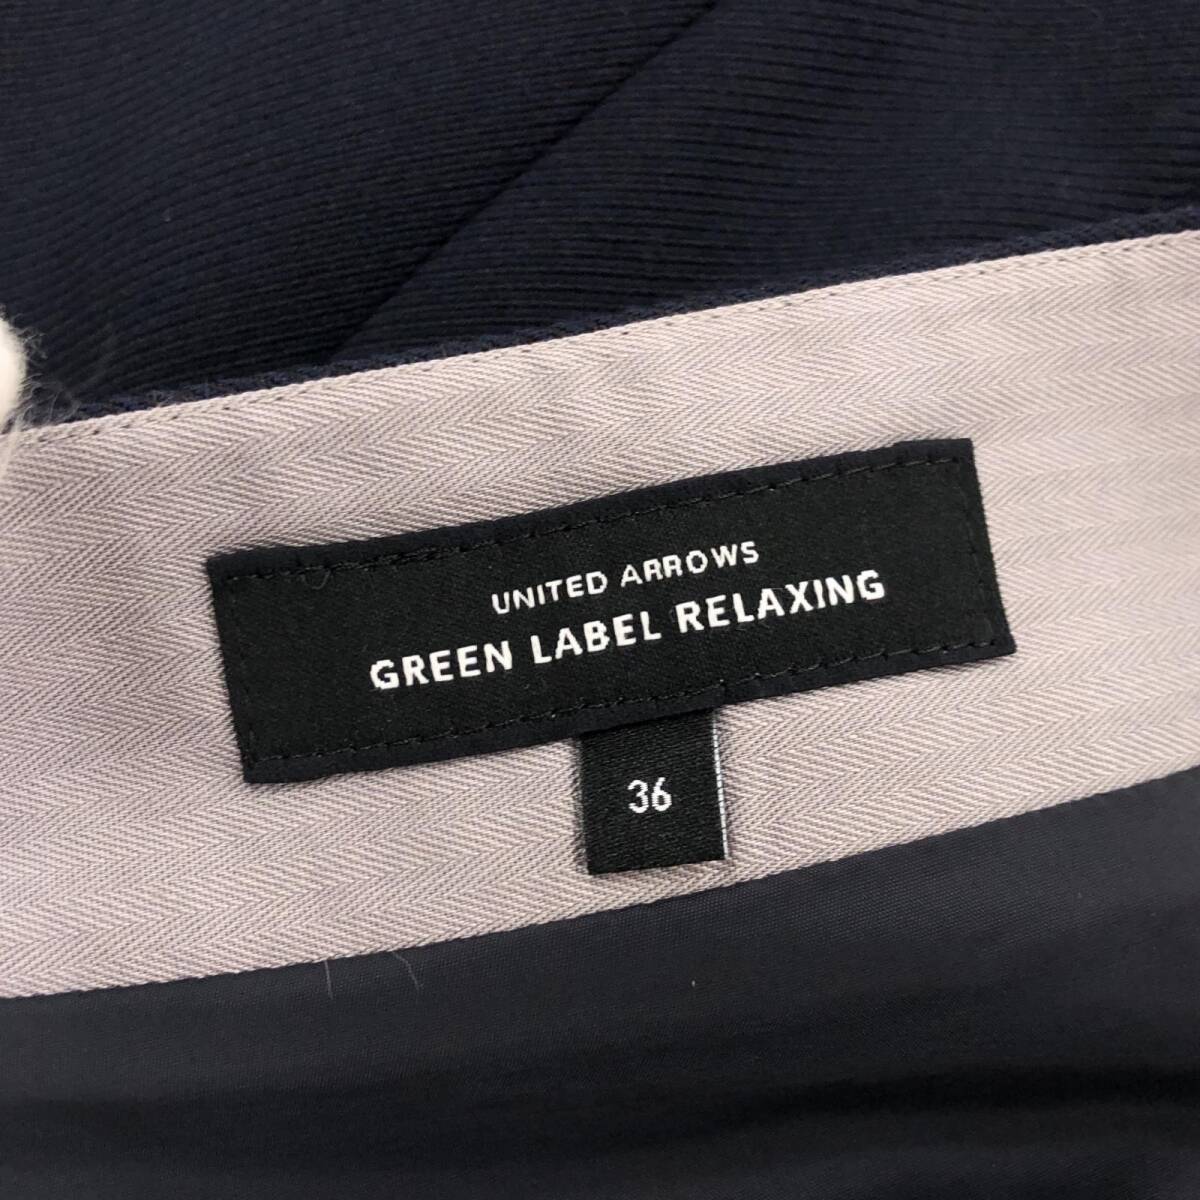 UNITED ARROWS
GREEN LABEL RELAXING
36